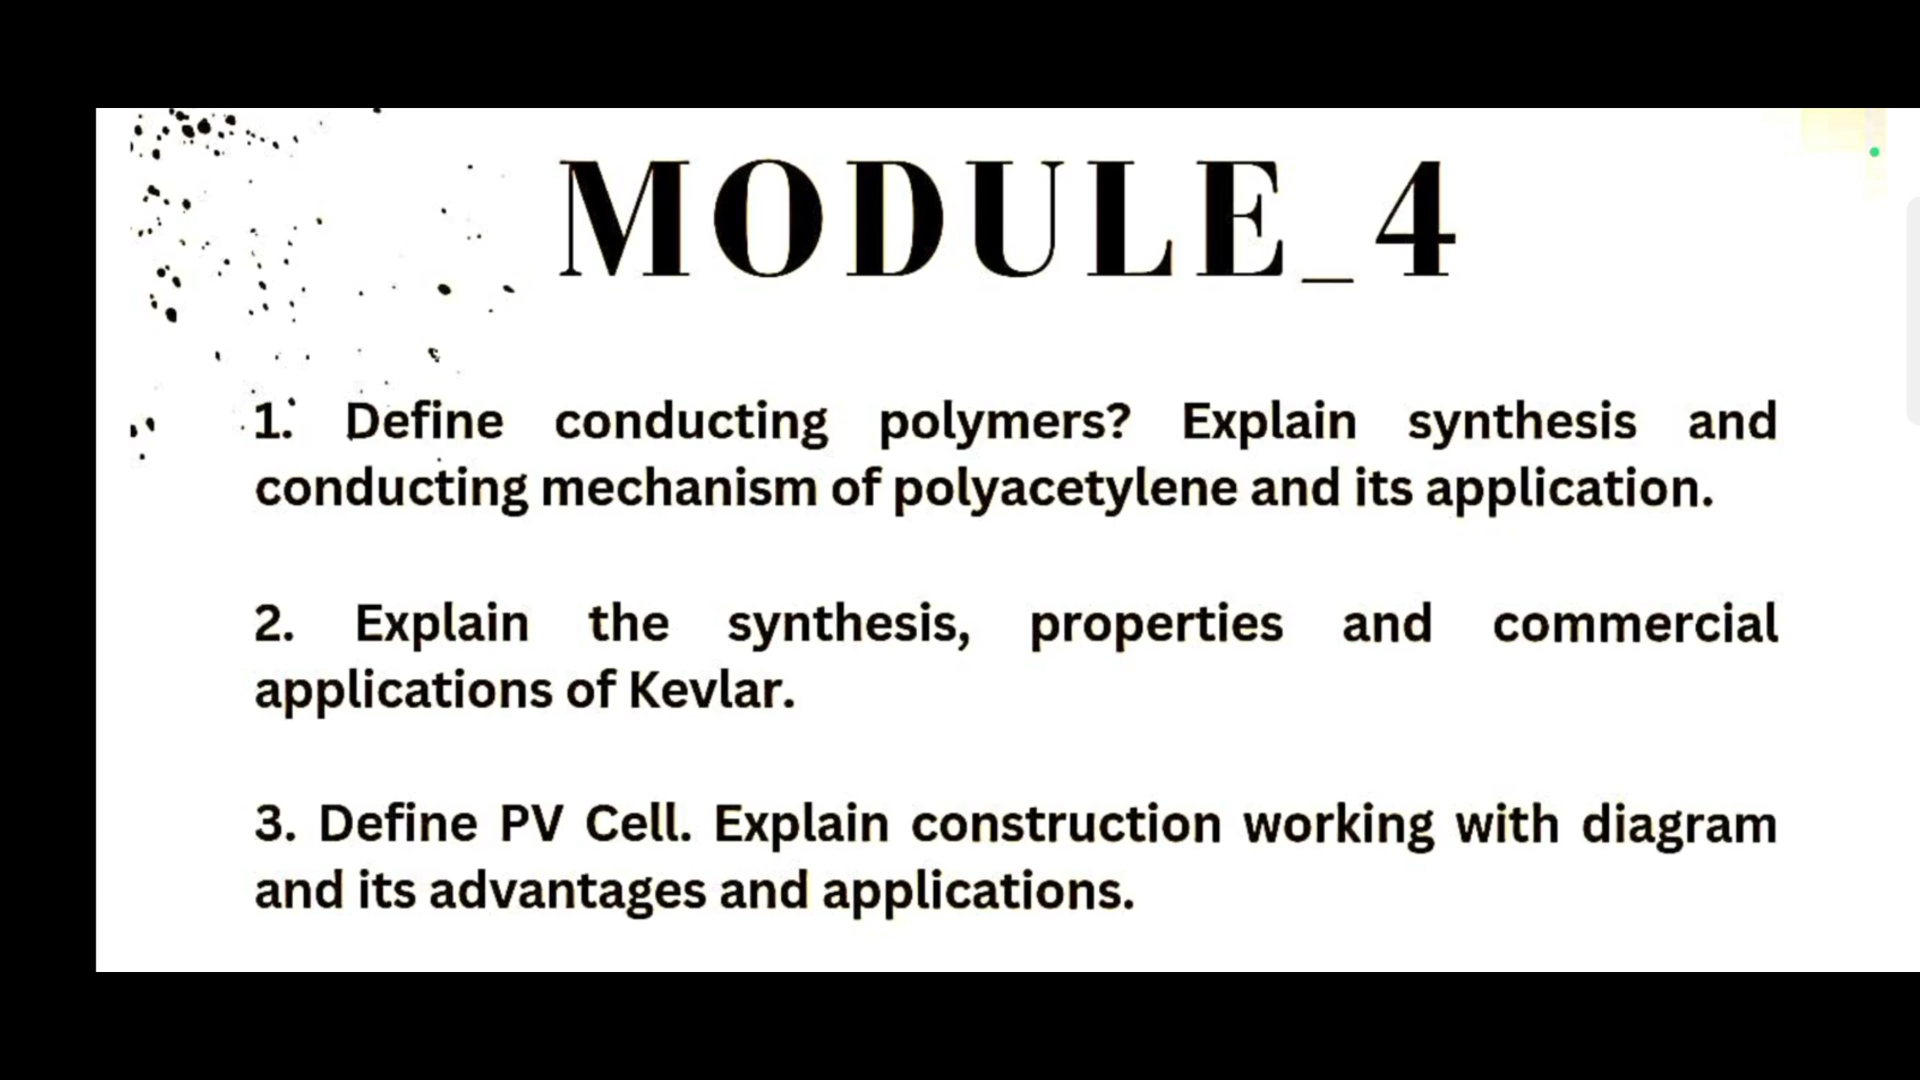 MODULE_4
1. Define conducting polymers? Explain synthesis and
conducting mechanism of polyacetylene and its application.
2. Explain the synthesis, properties and commercial
applications of Kevlar.
3. Define PV Cell. Explain construction working with diagram
and its advantages and applications.